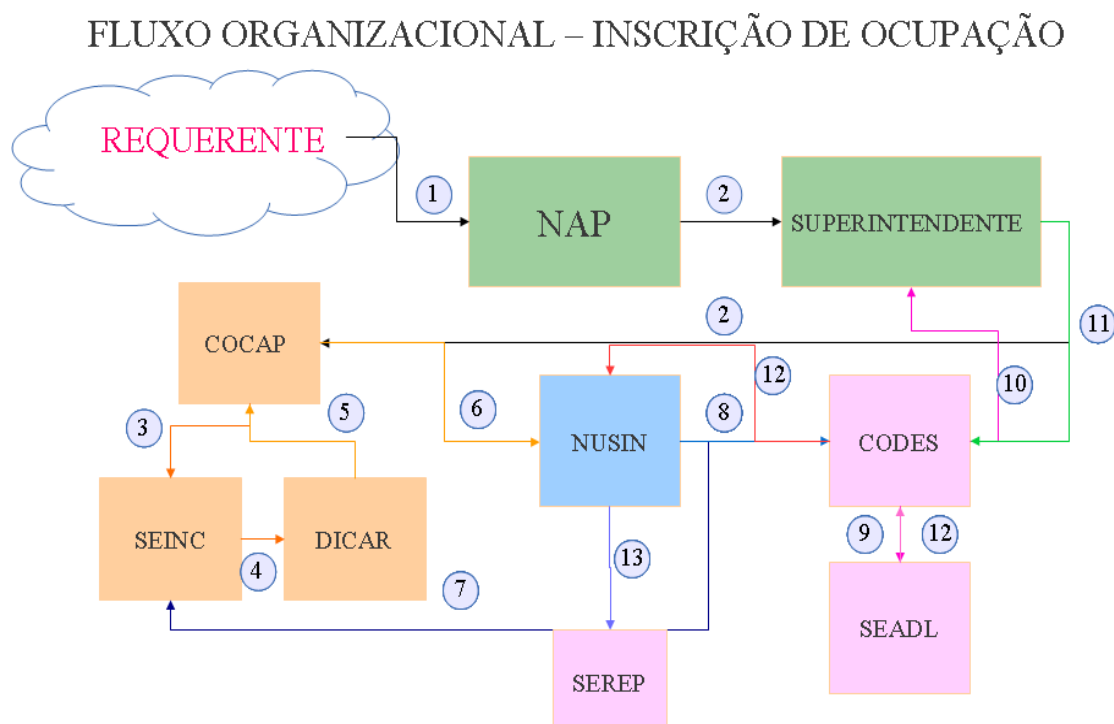 FLUXO ORGANIZACIONAL – INSCRIÇÃO DE OCUPAÇÃO
REQUERENTE
1
NAP
2
SUPERINTENDENTE
2
11
COCAP
12
10
3
5
6
NUSIN
8
CODES
SEINC
4
DICAR
13
9
12
7
SEADL
SEREP